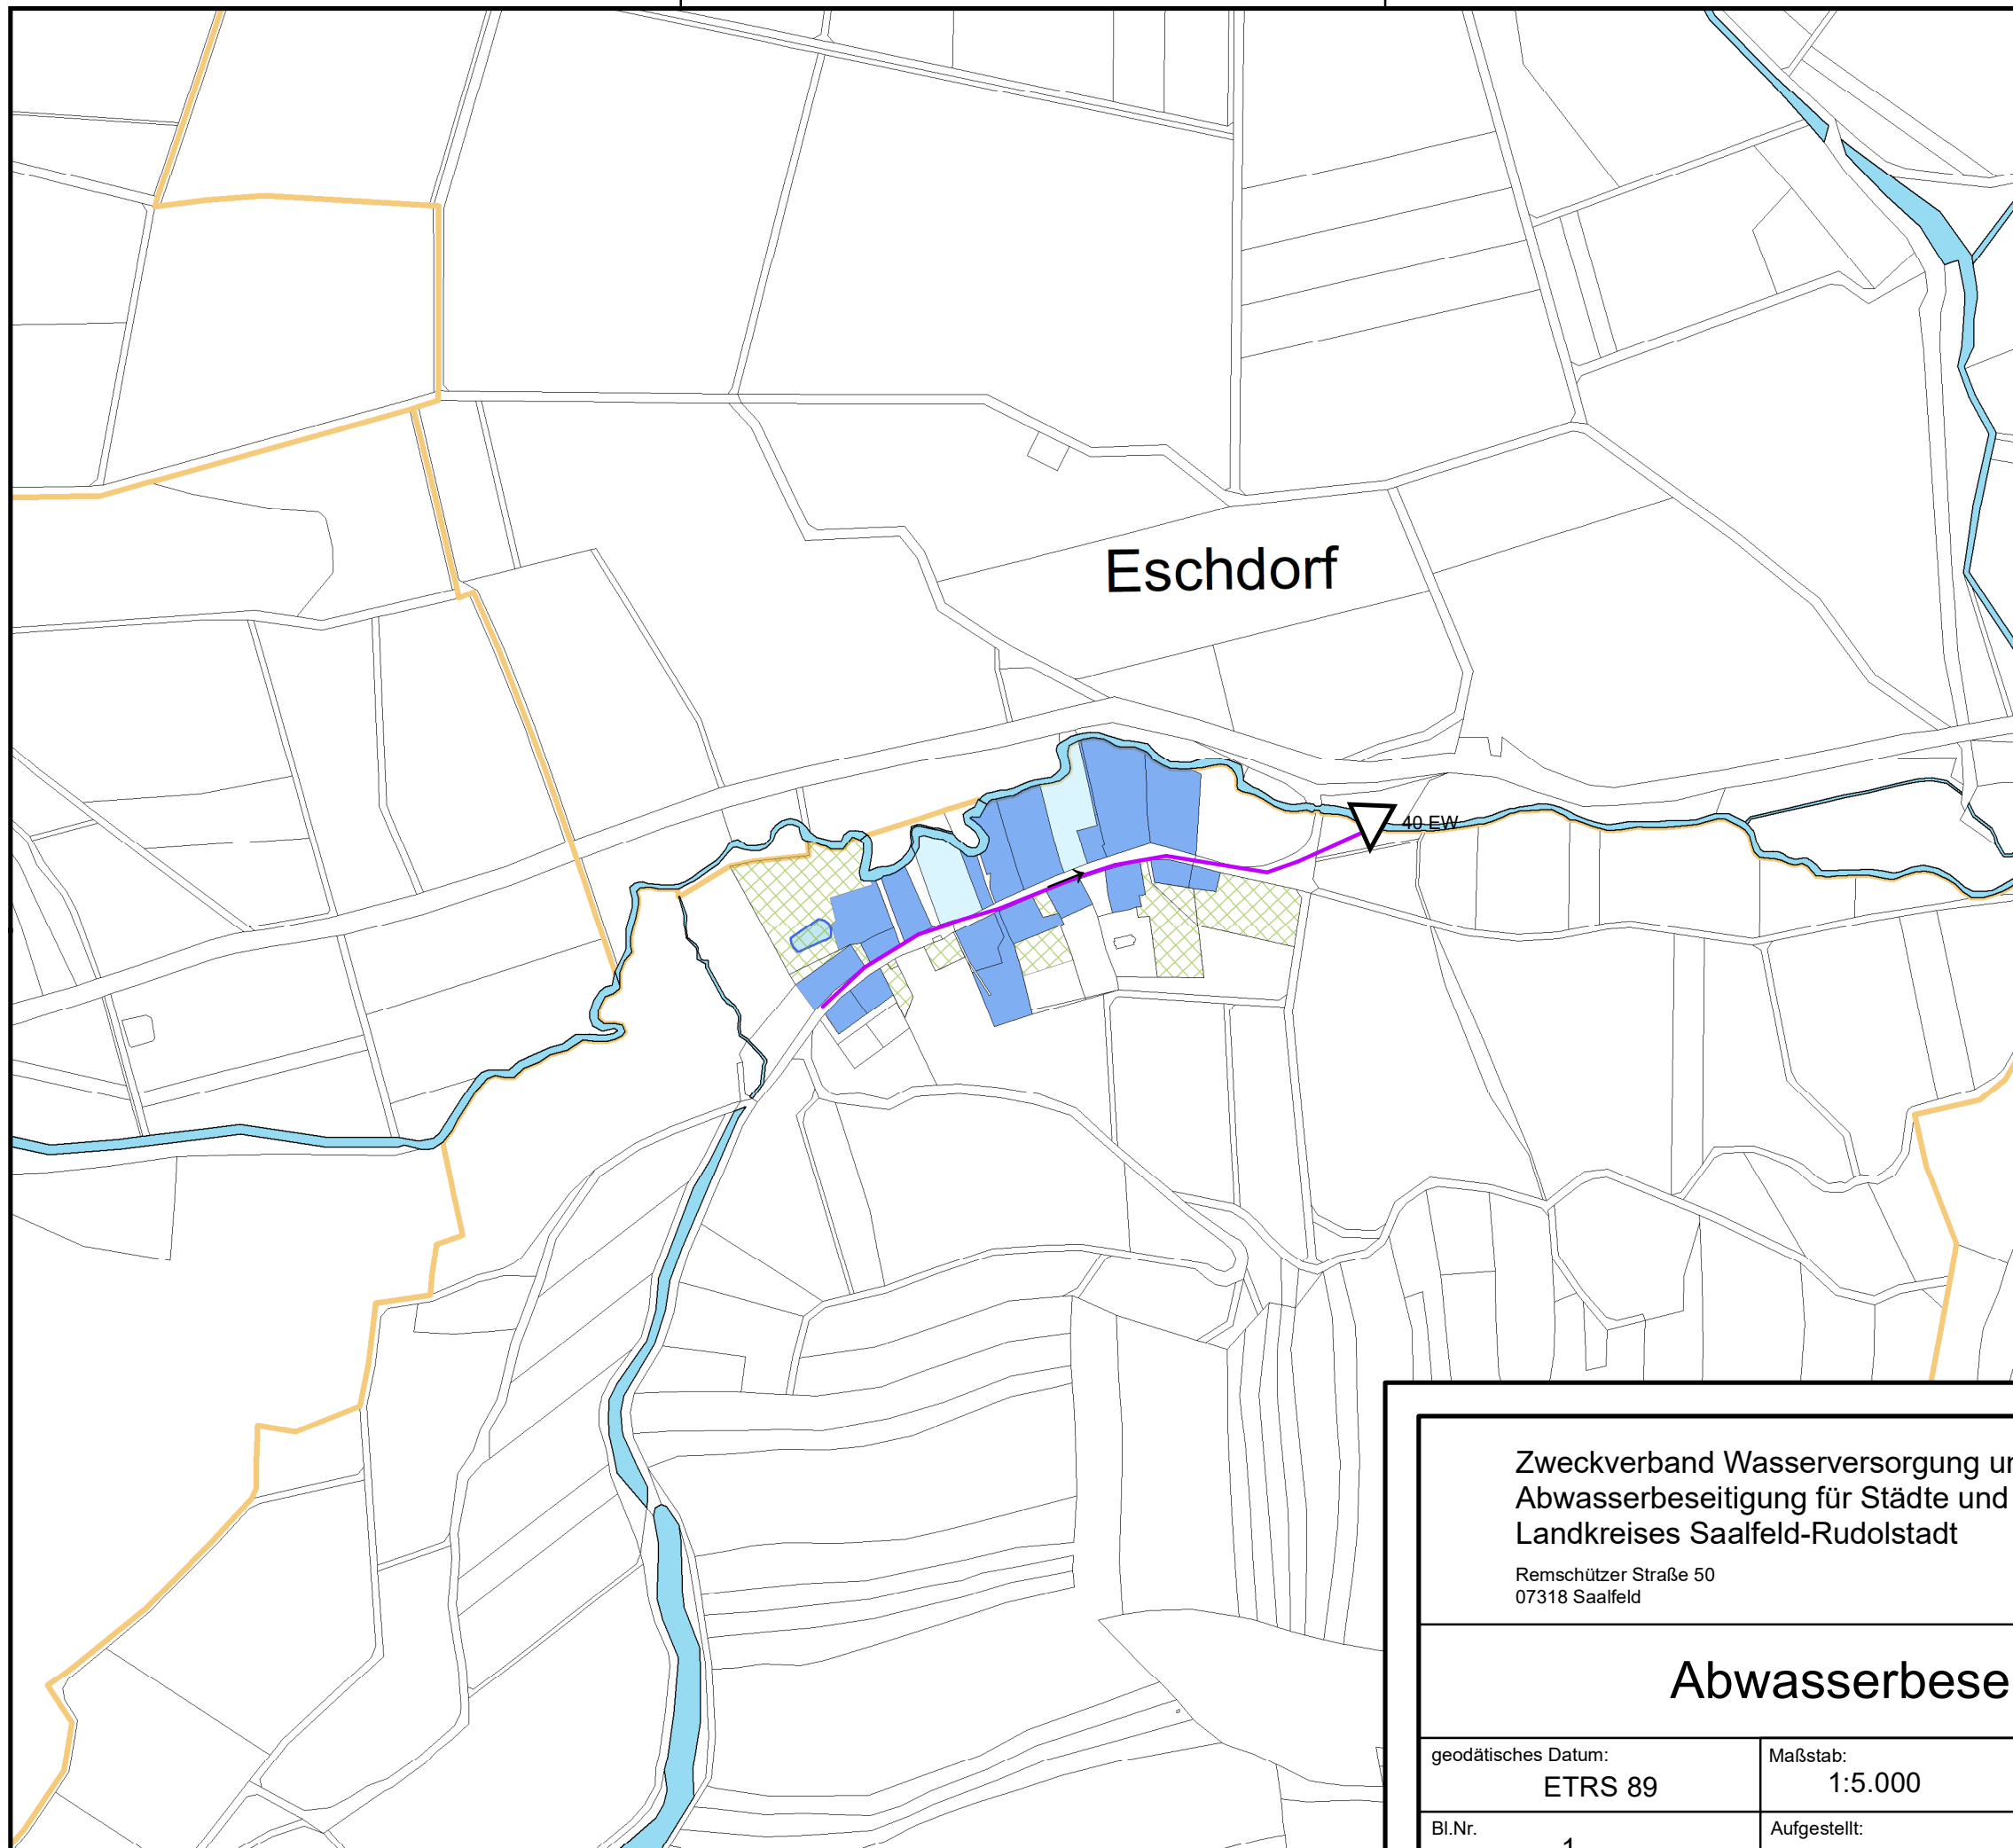 Eschdorf
40 EW
Zweckverband Wasserversorgung
Abwasserbeseitigung für Städte und
Landkreises Saalfeld-Rudolstadt
Remschützer Straße 50
07318 Saalfeld
Abwasserbese
geodätisches Datum:
ETRS 89
Maßstab:
1:5.000
Bl.Nr.
1
Aufgestellt: